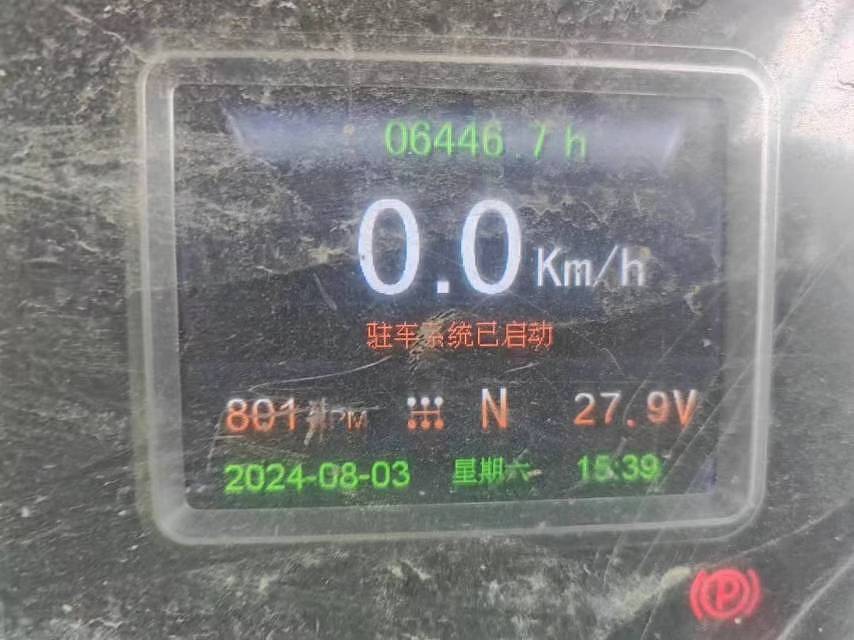 06446.7 h
0.0 Km/h
驻车系统已启动
801 RPM N 27.9V
2024-08-03 星期六 15:39
P